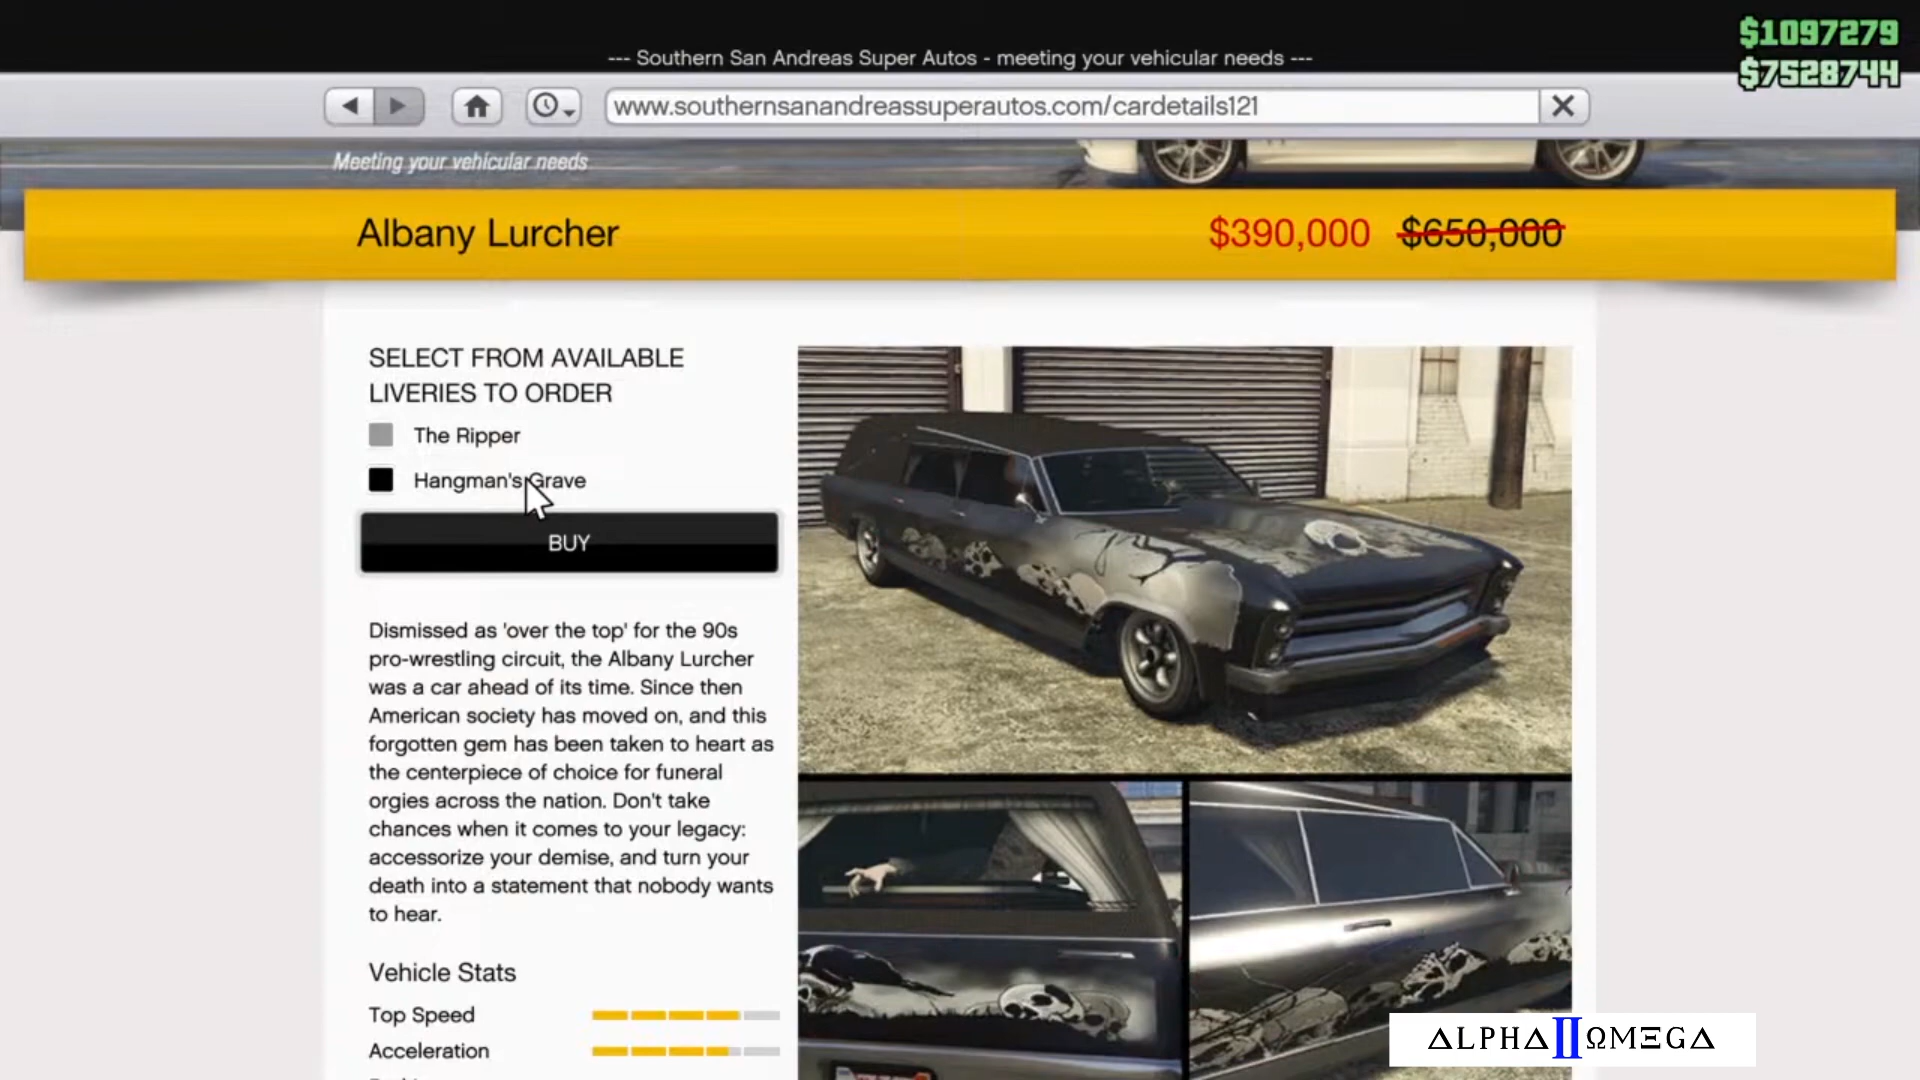 $1097279
--- Southern San Andreas Super Autos - meeting your vehicular needs ---
$7528744
www.southernsanandreassuperautos.com/cardetails121
Meeting your vehicular needs
Albany Lurcher
$390,000 $650,000
SELECT FROM AVAILABLE
LIVERIES TO ORDER
The Ripper
Hangman's Grave
BUY
Dismissed as 'over the top' for the 90s
pro-wrestling circuit, the Albany Lurcher
was a car ahead of its time. Since then
American society has moved on, and this
forgotten gem has been taken to heart as
the centerpiece of choice for funeral
orgies across the nation. Don't take
chances when it comes to your legacy:
accessorize your demise, and turn your
death into a statement that nobody wants
to hear.
Vehicle Stats
Top Speed
Acceleration
ΔLPHΔIIΩMΞGΔ